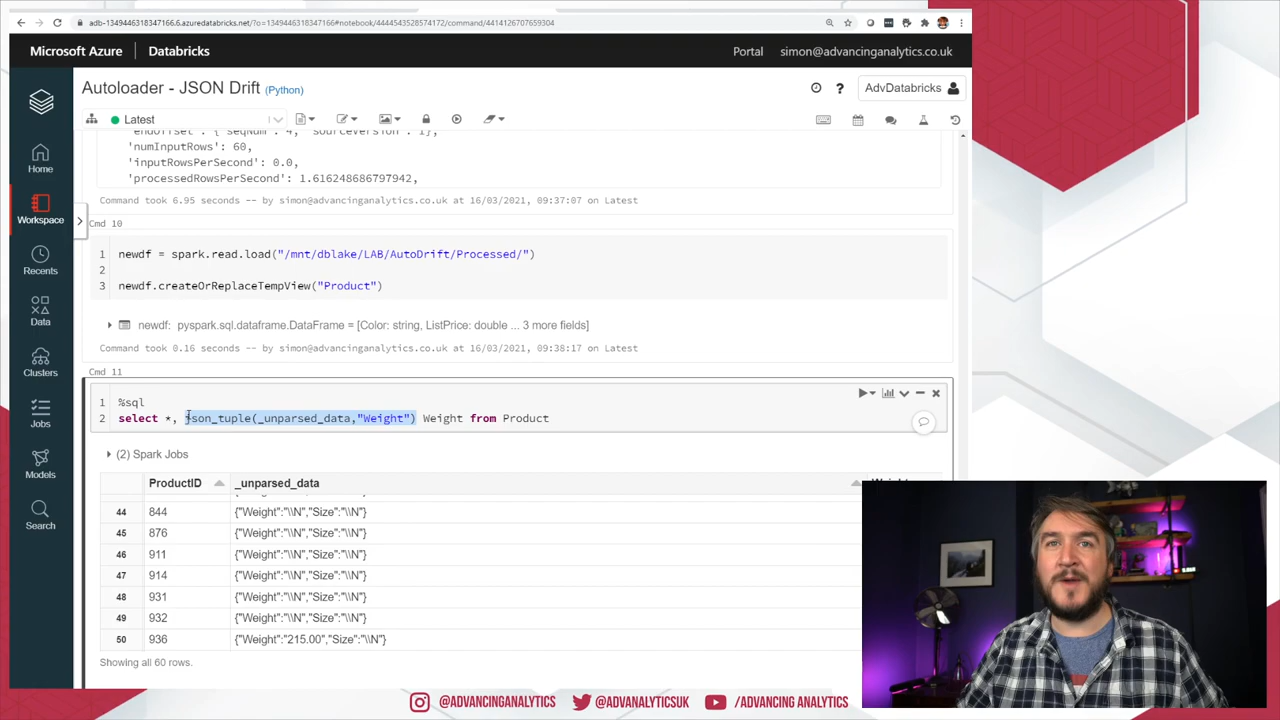 adb-1349446318347166.6.azuredatabricks.net/?o=1349446318347166#notebook/4444543528574172/command/4414126707659304
Microsoft Azure
Databricks
Portal
simon@advancinganalytics.co.uk
Autoloader - JSON Drift (Python)
AdvDatabricks
Latest
Home
Workspace
Recents
Data
Clusters
Jobs
Models
Search
'endOffset': {'seqNum': 4, 'sourceVersion': 1},
'numInputRows': 60,
'inputRowsPerSecond': 0.0,
'processedRowsPerSecond': 1.616248686797942,
Command took 6.95 seconds -- by simon@advancinganalytics.co.uk at 16/03/2021, 09:37:07 on Latest
Cmd 10
1 newdf = spark.read.load("/mnt/dblake/LAB/AutoDrift/Processed/")
2
3 newdf.createOrReplaceTempView("Product")
newdf: pyspark.sql.dataframe.DataFrame = [Color: string, ListPrice: double ... 3 more fields]
Command took 0.16 seconds -- by simon@advancinganalytics.co.uk at 16/03/2021, 09:38:17 on Latest
Cmd 11
1 %sql
2 select *, json_tuple(_unparsed_data,"Weight") Weight from Product
(2) Spark Jobs
ProductID _unparsed_data
44 844 {"Weight":"\\N","Size":"\\N"}
45 876 {"Weight":"\\N","Size":"\\N"}
46 911 {"Weight":"\\N","Size":"\\N"}
47 914 {"Weight":"\\N","Size":"\\N"}
48 931 {"Weight":"\\N","Size":"\\N"}
49 932 {"Weight":"\\N","Size":"\\N"}
50 936 {"Weight":"215.00","Size":"\\N"}
Showing all 60 rows.
@ADVANCINGANALYTICS
@ADVANALYTICSUK
/ADVANCING ANALYTICS